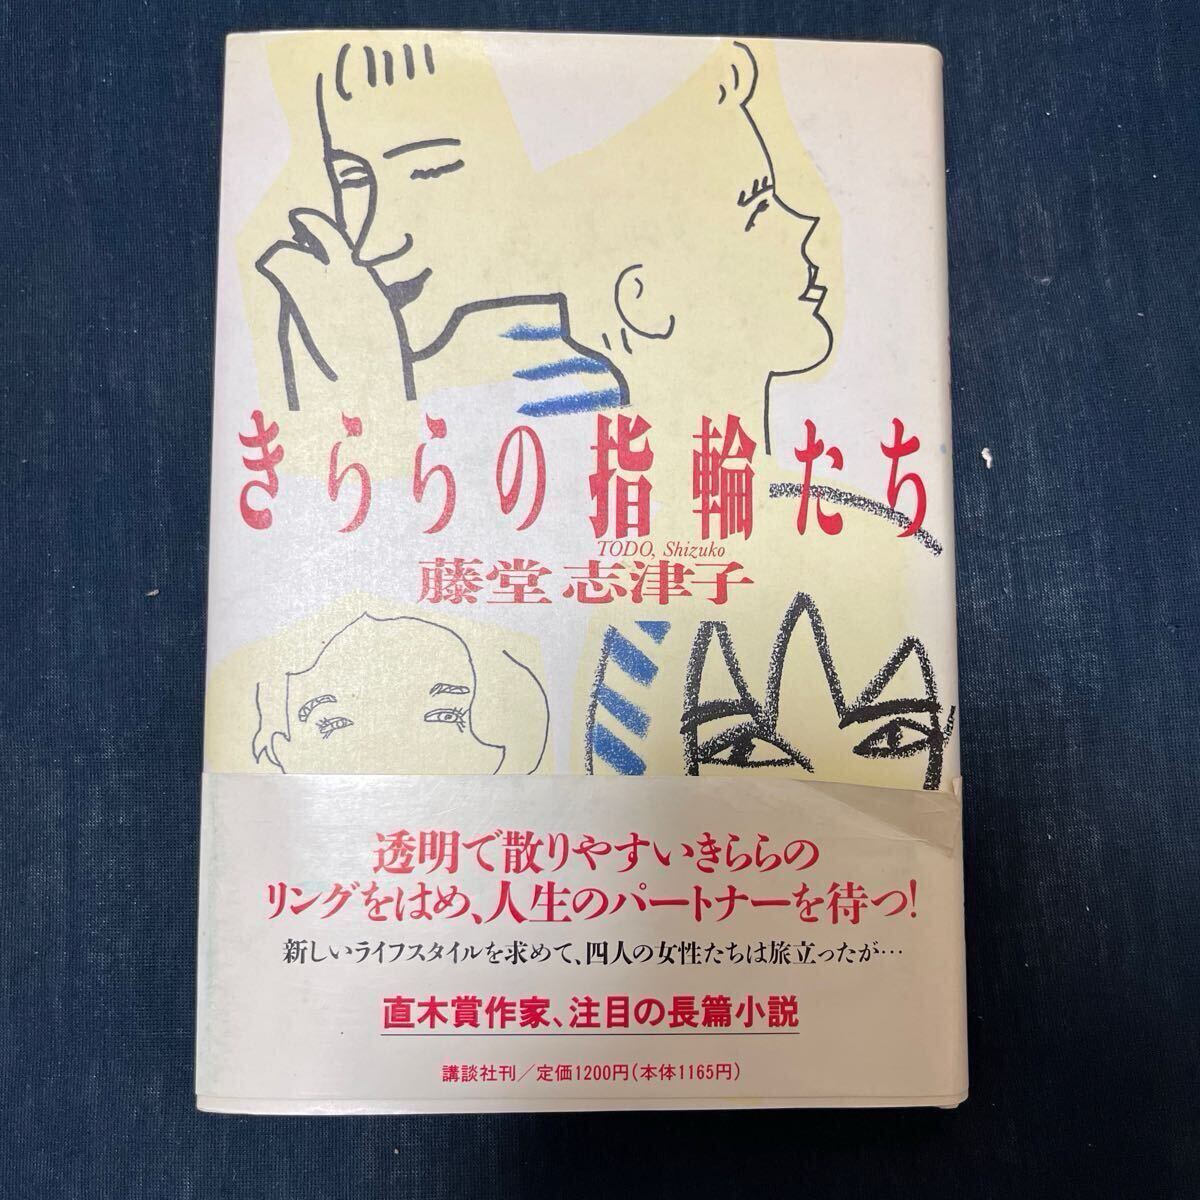 きららの指輪たち
TODO, Shizuko
藤堂志津子
透明で散りやすいきららの
リングをはめ、人生のパートナーを待つ!
新しいライフスタイルを求めて、四人の女性たちは旅立ったが…
直木賞作家、注目の長篇小説
講談社刊/定価1200円(本体1165円)